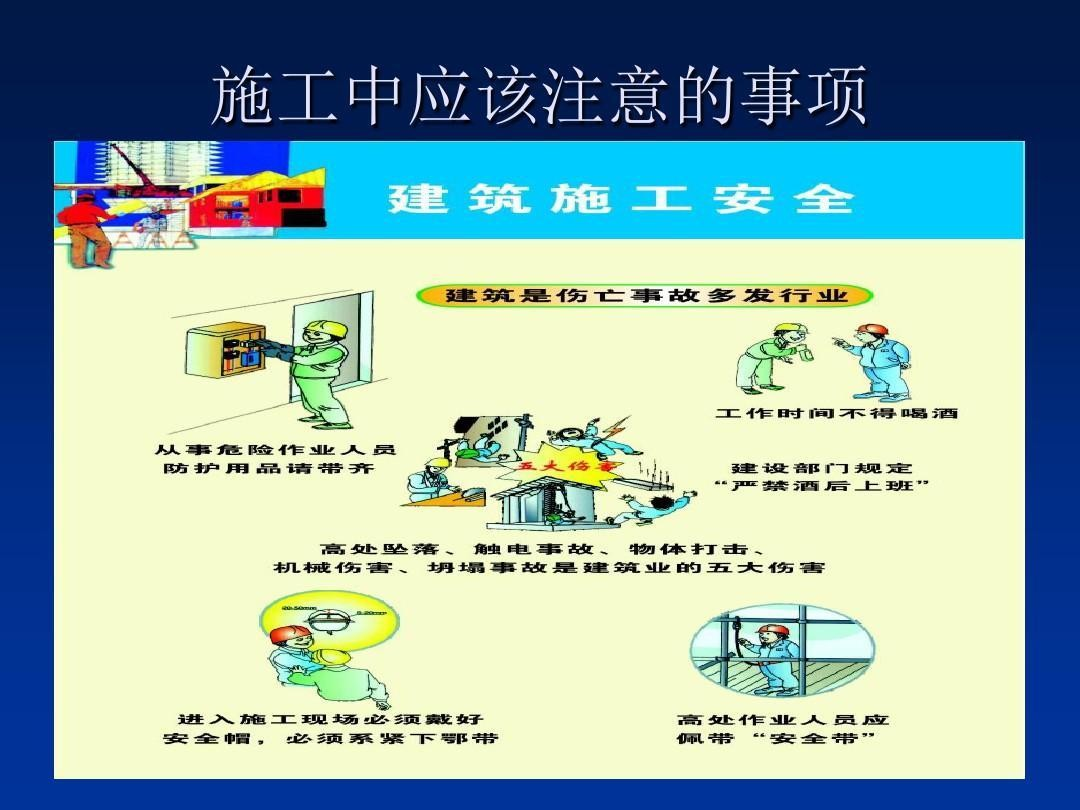 施工中应该注意的事项
建筑施工安全
建筑是伤亡事故多发行业
工作时间不得喝酒
从事危险作业人员
防护用品请带齐
五大伤害
建设部门规定
“严禁酒后上班”
高处坠落、触电事故、物体打击、
机械伤害、坍塌事故是建筑业的五大伤害
进入施工现场必须戴好
安全帽，必须系紧下鄂带
高处作业人员应
佩带“安全带”